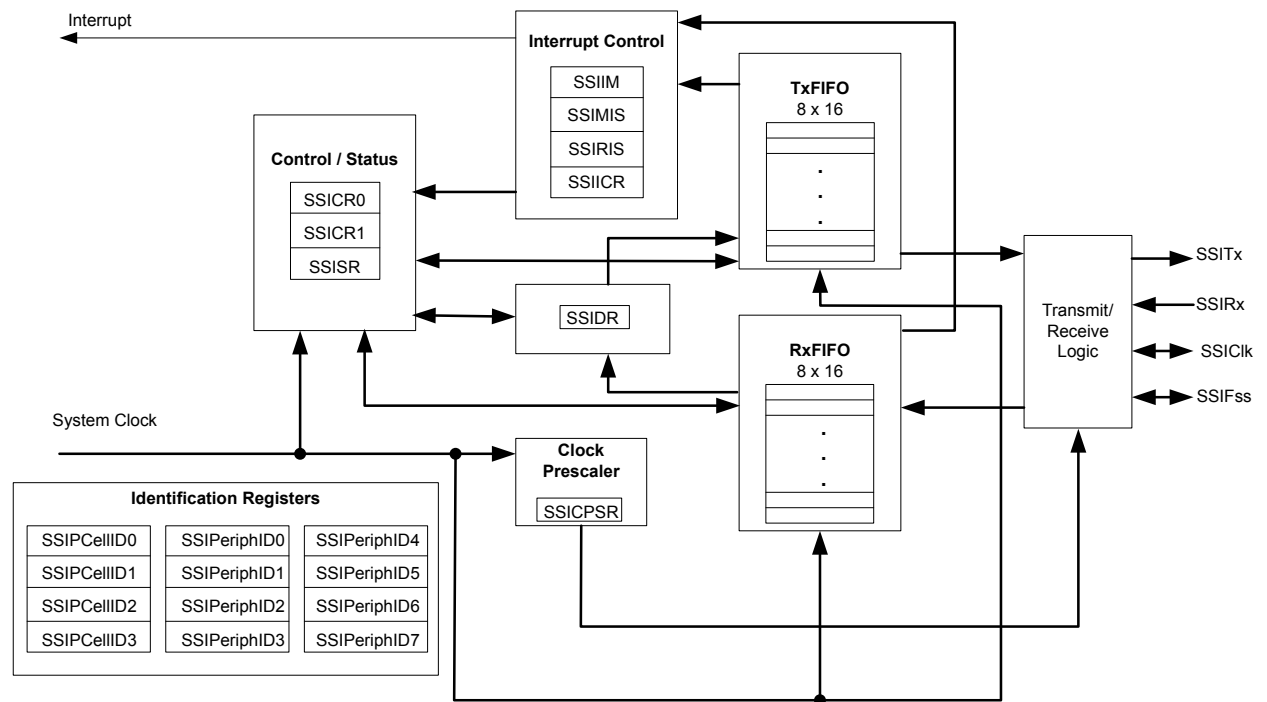 Interrupt
Interrupt Control
SSIIM
SSIMIS
SSIRIS
SSIICR
TxFIFO
8 x 16
.
.
.
Control / Status
SSICR0
SSICR1
SSISR
SSIDR
RxFIFO
8 x 16
.
.
.
Transmit/
Receive
Logic
SSITx
SSIRx
SSIClk
SSIFss
System Clock
Clock
Prescaler
SSICPSR
Identification Registers
SSIPCellID0
SSIPCellID1
SSIPCellID2
SSIPCellID3
SSIPeriphID0
SSIPeriphID1
SSIPeriphID2
SSIPeriphID3
SSIPeriphID4
SSIPeriphID5
SSIPeriphID6
SSIPeriphID7